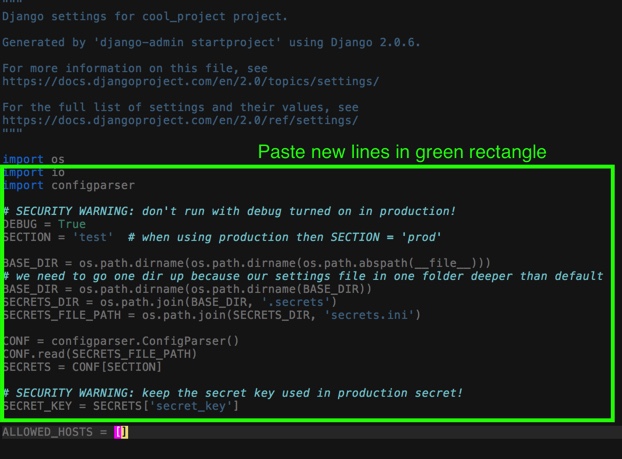 """
Django settings for cool_project project.
Generated by 'django-admin startproject' using Django 2.0.6.
For more information on this file, see
https://docs.djangoproject.com/en/2.0/topics/settings/
For the full list of settings and their values, see
https://docs.djangoproject.com/en/2.0/ref/settings/
"""
Paste new lines in green rectangle
import os
import io
import configparser
# SECURITY WARNING: don't run with debug turned on in production!
DEBUG = True
SECTION = 'test'  # when using production then SECTION = 'prod'
BASE_DIR = os.path.dirname(os.path.dirname(os.path.abspath(__file__)))
# we need to go one dir up because our settings file in one folder deeper than default
BASE_DIR = os.path.dirname(os.path.dirname(BASE_DIR))
SECRETS_DIR = os.path.join(BASE_DIR, '.secrets')
SECRETS_FILE_PATH = os.path.join(SECRETS_DIR, 'secrets.ini')
CONF = configparser.ConfigParser()
CONF.read(SECRETS_FILE_PATH)
SECRETS = CONF[SECTION]
# SECURITY WARNING: keep the secret key used in production secret!
SECRET_KEY = SECRETS['secret_key']
ALLOWED_HOSTS = []